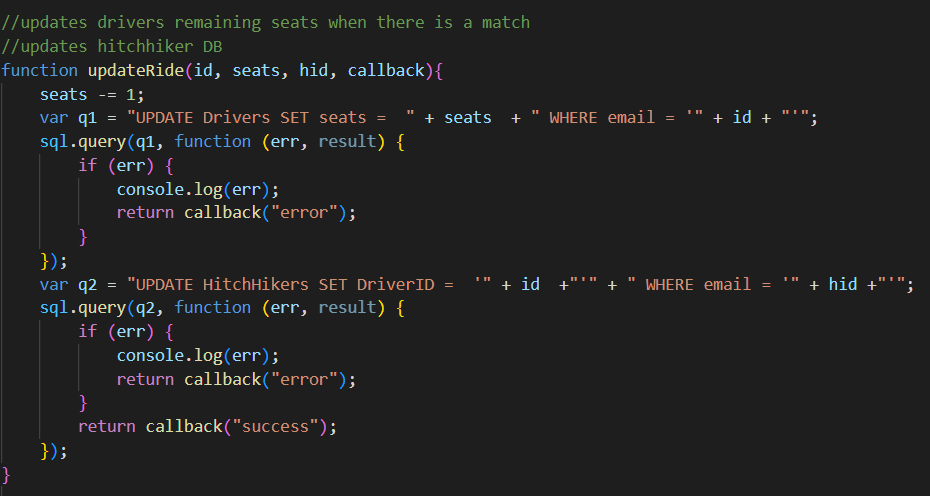 //updates drivers remaining seats when there is a match
//updates hitchhiker DB
function updateRide(id, seats, hid, callback){
    seats -= 1;
    var q1 = "UPDATE Drivers SET seats =  " + seats  + " WHERE email = '" + id + "'";
    sql.query(q1, function (err, result) {
        if (err) {
            console.log(err);
            return callback("error");
        }
    });
    var q2 = "UPDATE HitchHikers SET DriverID =  '" + id  +"'" + " WHERE email = '" + hid +"'";
    sql.query(q2, function (err, result) {
        if (err) {
            console.log(err);
            return callback("error");
        }
        return callback("success");
    });
}